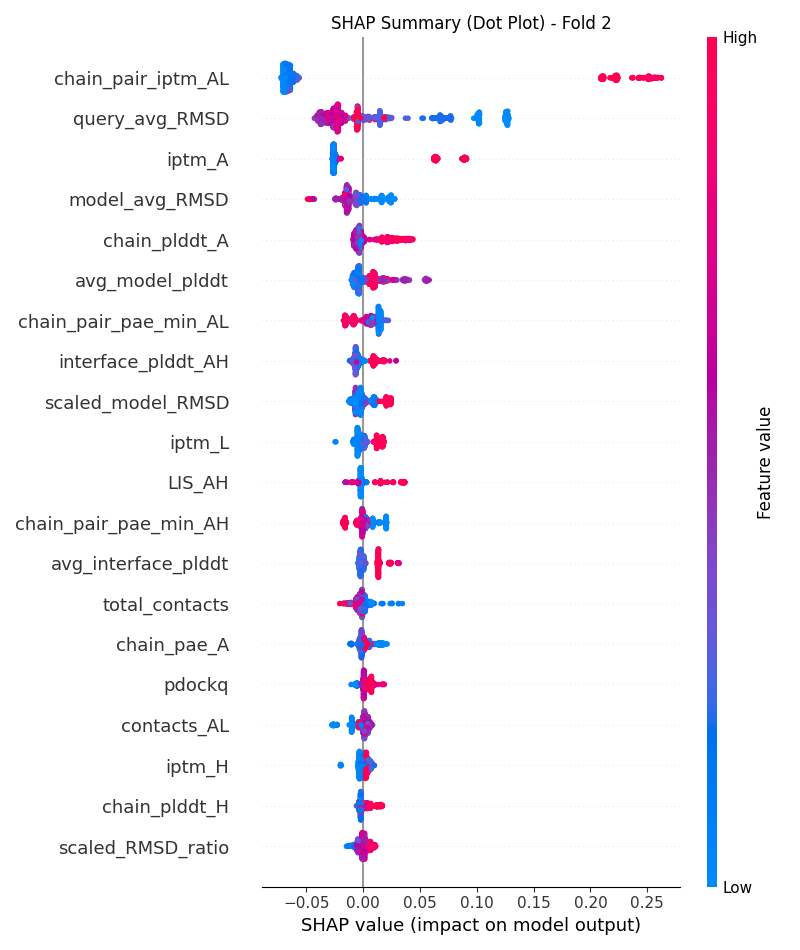 SHAP Summary (Dot Plot) - Fold 2
High
chain_pair_iptm_AL
query_avg_RMSD
iptm_A
model_avg_RMSD
chain_plddt_A
avg_model_plddt
chain_pair_pae_min_AL
interface_plddt_AH
scaled_model_RMSD
iptm_L
LIS_AH
chain_pair_pae_min_AH
avg_interface_plddt
total_contacts
chain_pae_A
pdockq
contacts_AL
iptm_H
chain_plddt_H
scaled_RMSD_ratio
Feature value
Low
−0.05 0.00 0.05 0.10 0.15 0.20 0.25
SHAP value (impact on model output)